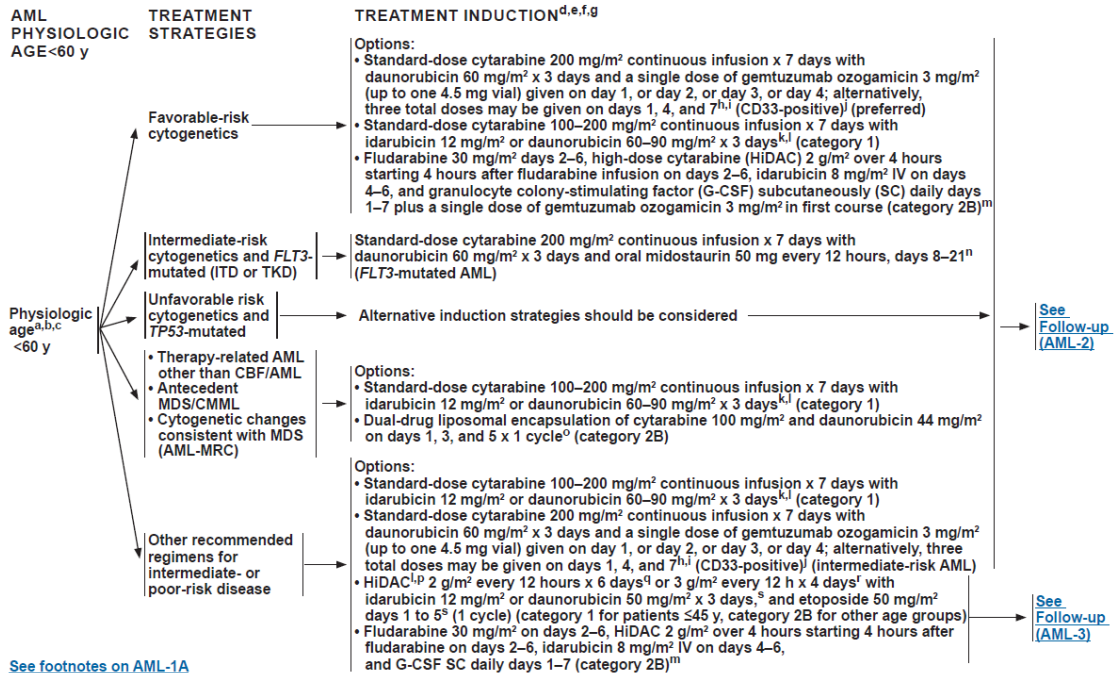 AML
PHYSIOLOGIC
AGE<60 y
TREATMENT
STRATEGIES
TREATMENT INDUCTIONd,e,f,g
Physiologic
agea,b,c
<60 y
Favorable-risk
cytogenetics
Options:
• Standard-dose cytarabine 200 mg/m² continuous infusion x 7 days with
daunorubicin 60 mg/m² x 3 days and a single dose of gemtuzumab ozogamicin 3 mg/m²
(up to one 4.5 mg vial) given on day 1, or day 2, or day 3, or day 4; alternatively,
three total doses may be given on days 1, 4, and 7h,i (CD33-positive)j (preferred)
• Standard-dose cytarabine 100–200 mg/m² continuous infusion x 7 days with
idarubicin 12 mg/m² or daunorubicin 60–90 mg/m² x 3 daysk,l (category 1)
• Fludarabine 30 mg/m² days 2–6, high-dose cytarabine (HiDAC) 2 g/m² over 4 hours
starting 4 hours after fludarabine infusion on days 2–6, idarubicin 8 mg/m² IV on days
4–6, and granulocyte colony-stimulating factor (G-CSF) subcutaneously (SC) daily days
1–7 plus a single dose of gemtuzumab ozogamicin 3 mg/m² in first course (category 2B)m
Intermediate-risk
cytogenetics and FLT3-
mutated (ITD or TKD)
Standard-dose cytarabine 200 mg/m² continuous infusion x 7 days with
daunorubicin 60 mg/m² x 3 days and oral midostaurin 50 mg every 12 hours, days 8–21n
(FLT3-mutated AML)
Unfavorable risk
cytogenetics and
TP53-mutated
Alternative induction strategies should be considered
• Therapy-related AML
other than CBF/AML
• Antecedent
MDS/CMML
• Cytogenetic changes
consistent with MDS
(AML-MRC)
Options:
• Standard-dose cytarabine 100–200 mg/m² continuous infusion x 7 days with
idarubicin 12 mg/m² or daunorubicin 60–90 mg/m² x 3 daysk,l (category 1)
• Dual-drug liposomal encapsulation of cytarabine 100 mg/m² and daunorubicin 44 mg/m²
on days 1, 3, and 5 x 1 cycleo (category 2B)
Other recommended
regimens for
intermediate- or
poor-risk disease
Options:
• Standard-dose cytarabine 100–200 mg/m² continuous infusion x 7 days with
idarubicin 12 mg/m² or daunorubicin 60–90 mg/m² x 3 daysk,l (category 1)
• Standard-dose cytarabine 200 mg/m² continuous infusion x 7 days with
daunorubicin 60 mg/m² x 3 days and a single dose of gemtuzumab ozogamicin 3 mg/m²
(up to one 4.5 mg vial) given on day 1, or day 2, or day 3, or day 4; alternatively, three
total doses may be given on days 1, 4, and 7h,i (CD33-positive)j (intermediate-risk AML)
• HiDACl,p 2 g/m² every 12 hours x 6 daysq or 3 g/m² every 12 h x 4 daysr with
idarubicin 12 mg/m² or daunorubicin 50 mg/m² x 3 days,s and etoposide 50 mg/m²
days 1 to 5s (1 cycle) (category 1 for patients ≤45 y, category 2B for other age groups)
• Fludarabine 30 mg/m² on days 2–6, HiDAC 2 g/m² over 4 hours starting 4 hours after
fludarabine on days 2–6, idarubicin 8 mg/m² IV on days 4–6,
and G-CSF SC daily days 1–7 (category 2B)m
See
Follow-up
(AML-2)
See
Follow-up
(AML-3)
See footnotes on AML-1A